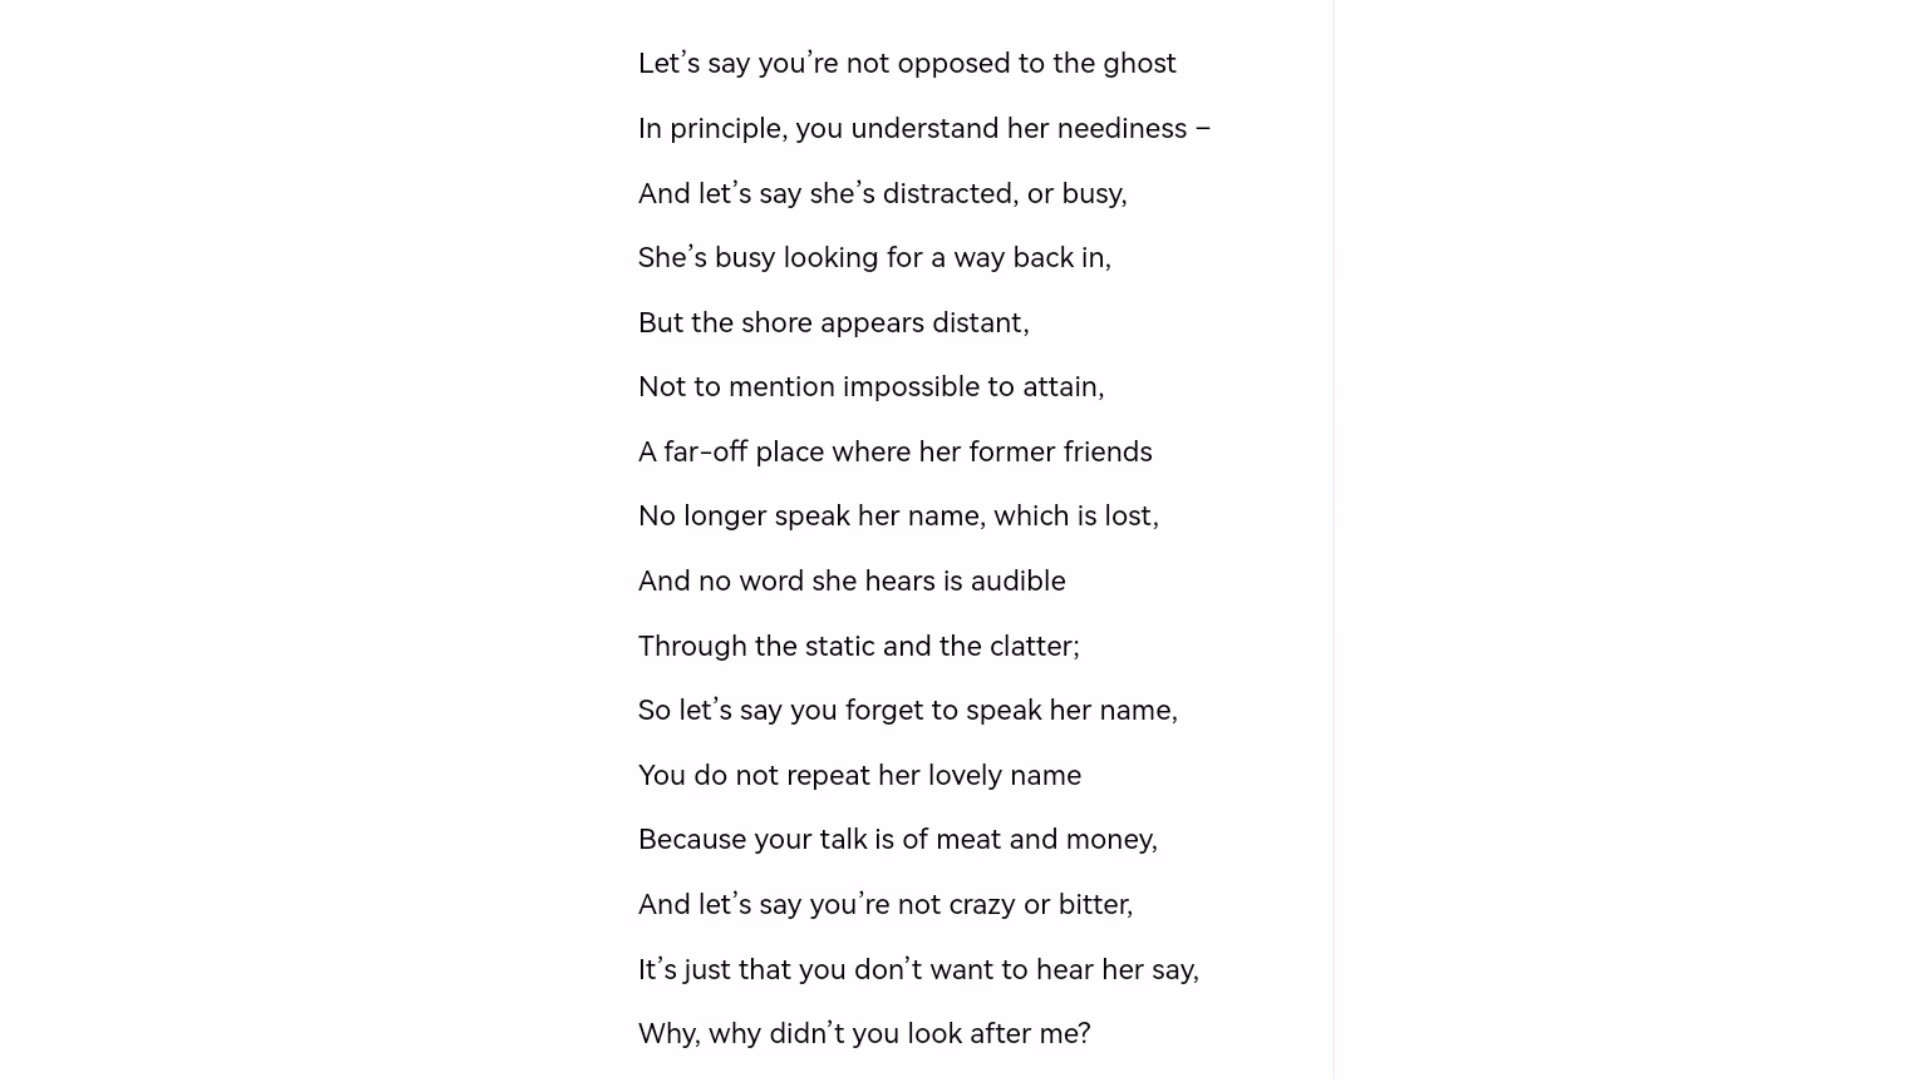 Let’s say you’re not opposed to the ghost
In principle, you understand her neediness –
And let’s say she’s distracted, or busy,
She’s busy looking for a way back in,
But the shore appears distant,
Not to mention impossible to attain,
A far-off place where her former friends
No longer speak her name, which is lost,
And no word she hears is audible
Through the static and the clatter;
So let’s say you forget to speak her name,
You do not repeat her lovely name
Because your talk is of meat and money,
And let’s say you’re not crazy or bitter,
It’s just that you don’t want to hear her say,
Why, why didn’t you look after me?